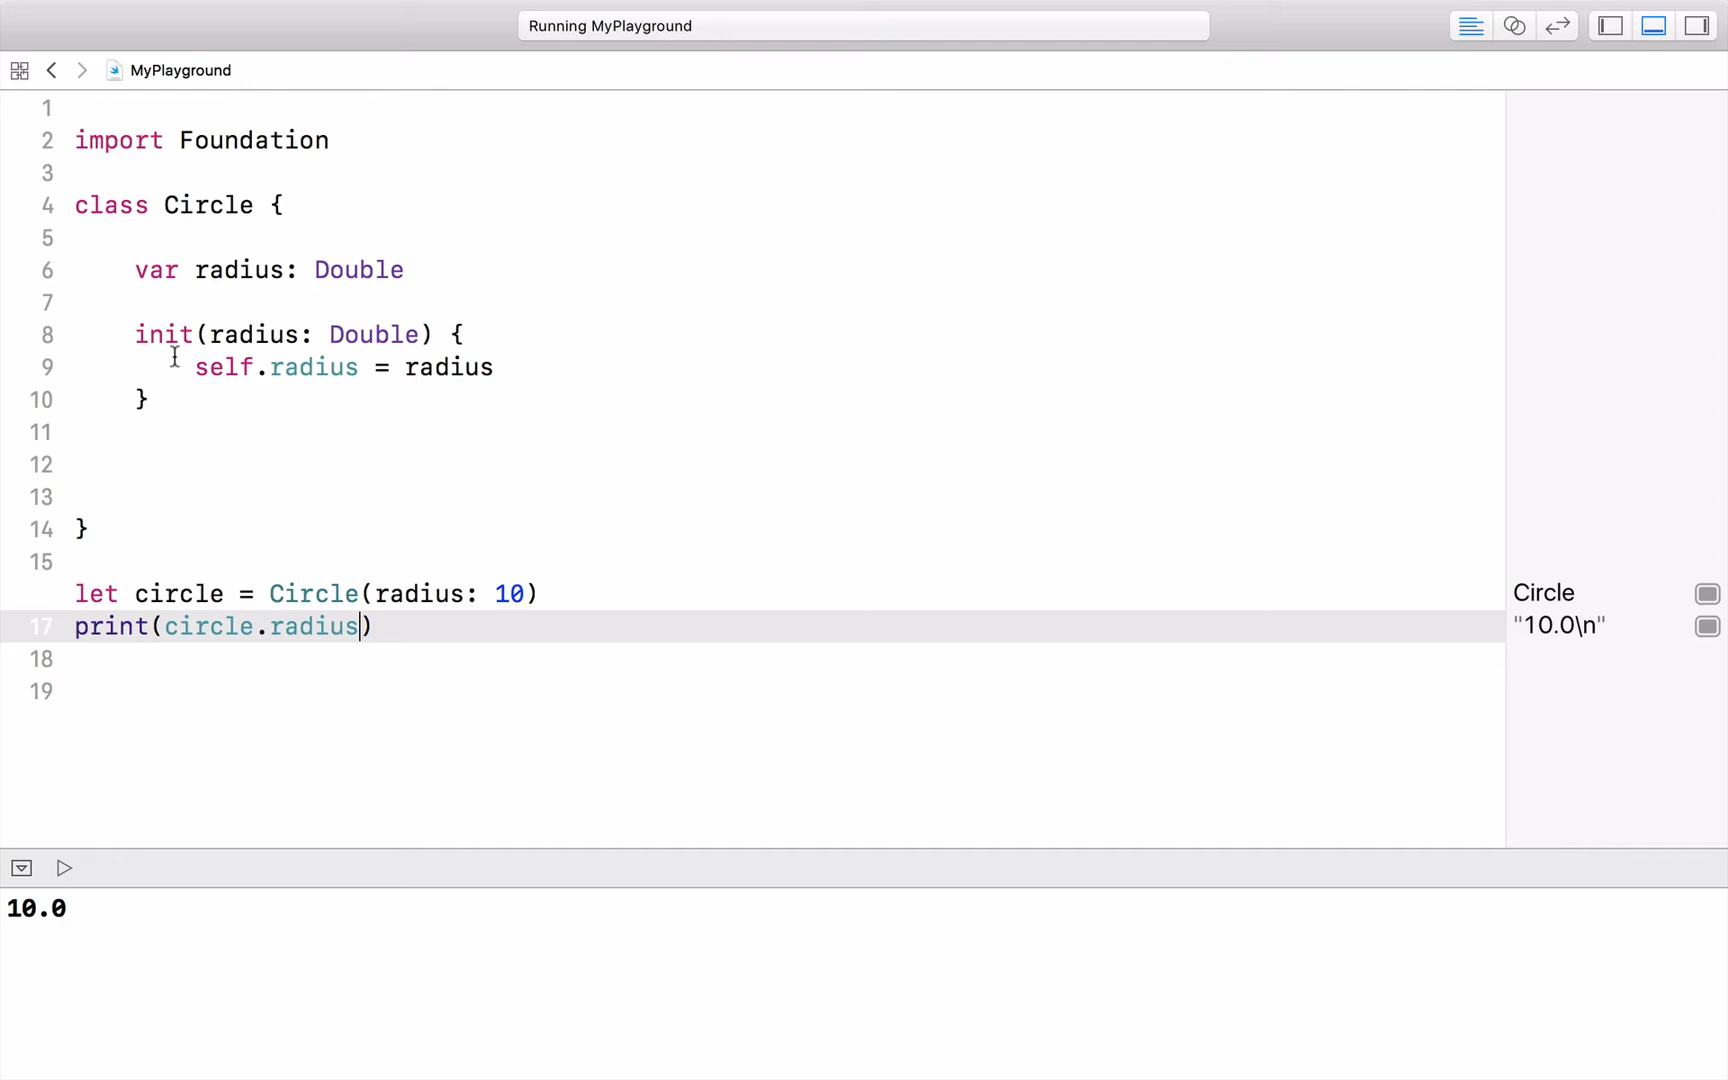 Running MyPlayground
MyPlayground
1
2 import Foundation
3
4 class Circle {
5
6 var radius: Double
7
8 init(radius: Double) {
9 self.radius = radius
10 }
11
12
13
14 }
15
let circle = Circle(radius: 10) Circle
17 print(circle.radius) "10.0\n"
18
19
10.0